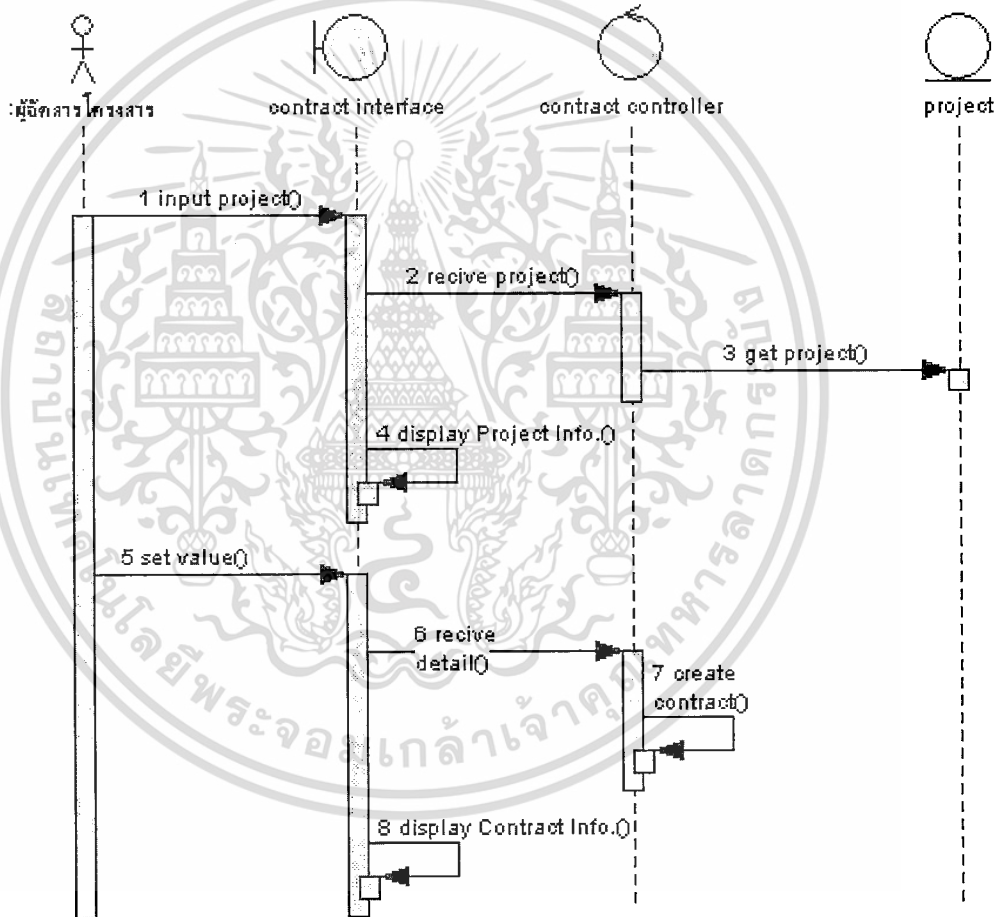 :ผู้จัดการโครงการ
contract interface
contract controller
project
1 input project()
2 recive project()
3 get project()
4 display Project Info.()
5 set value()
6 recive
detail()
7 create
contract()
8 display Contract Info.()